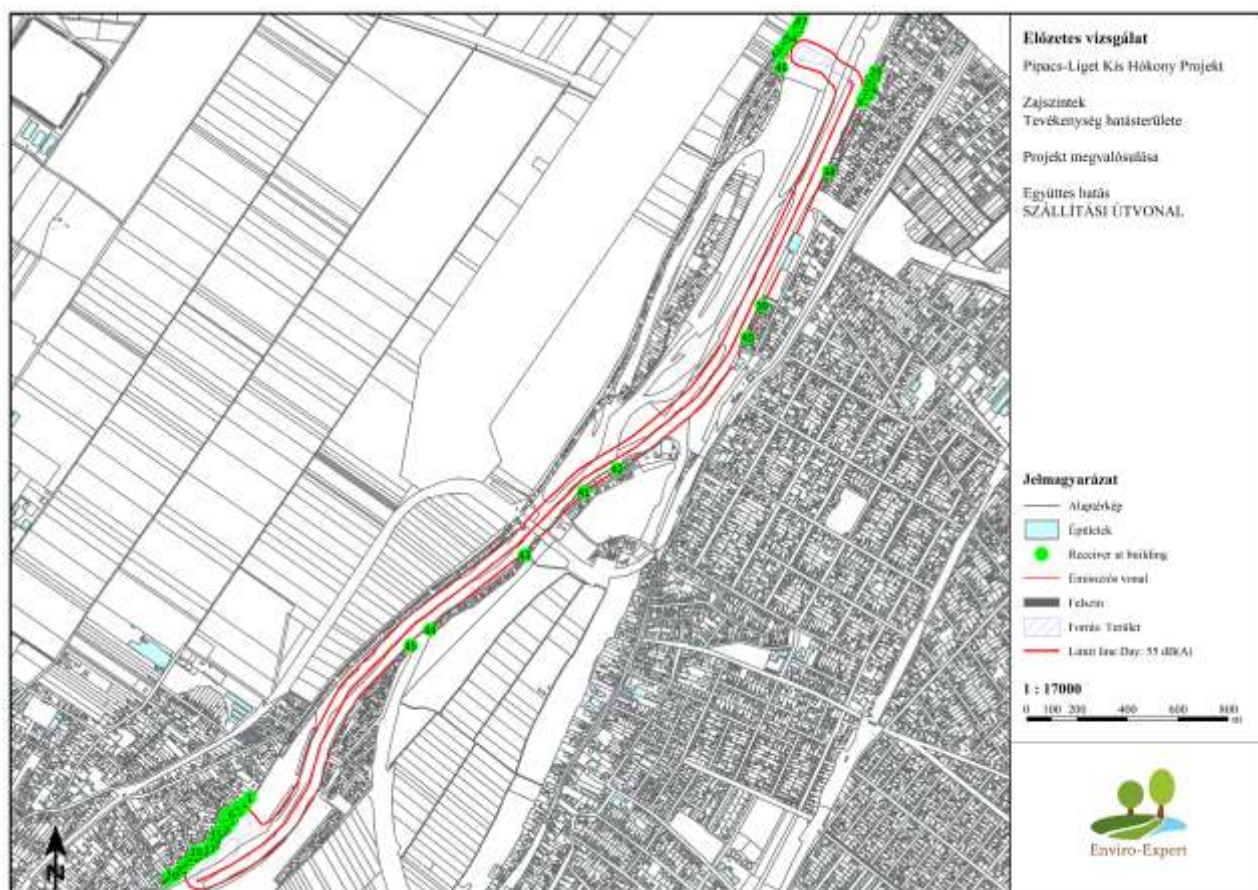 Előzetes vizsgálat
Pipacs-Liget Kis Hókony Projekt
Zajszintek
Tevékenység hatásterülete
Projekt megvalósulása
Együttes hatás
SZÁLLÍTÁSI ÚTVONAL
Jelmagyarázat
Alaptérkép
Épületek
Receiver at building
Emissziós vonal
Felszín
Forrás: Terület
Limit line Day: 55 dB(A)
1 : 17000
0 100 200 400 600 800
m
Enviro-Expert
N